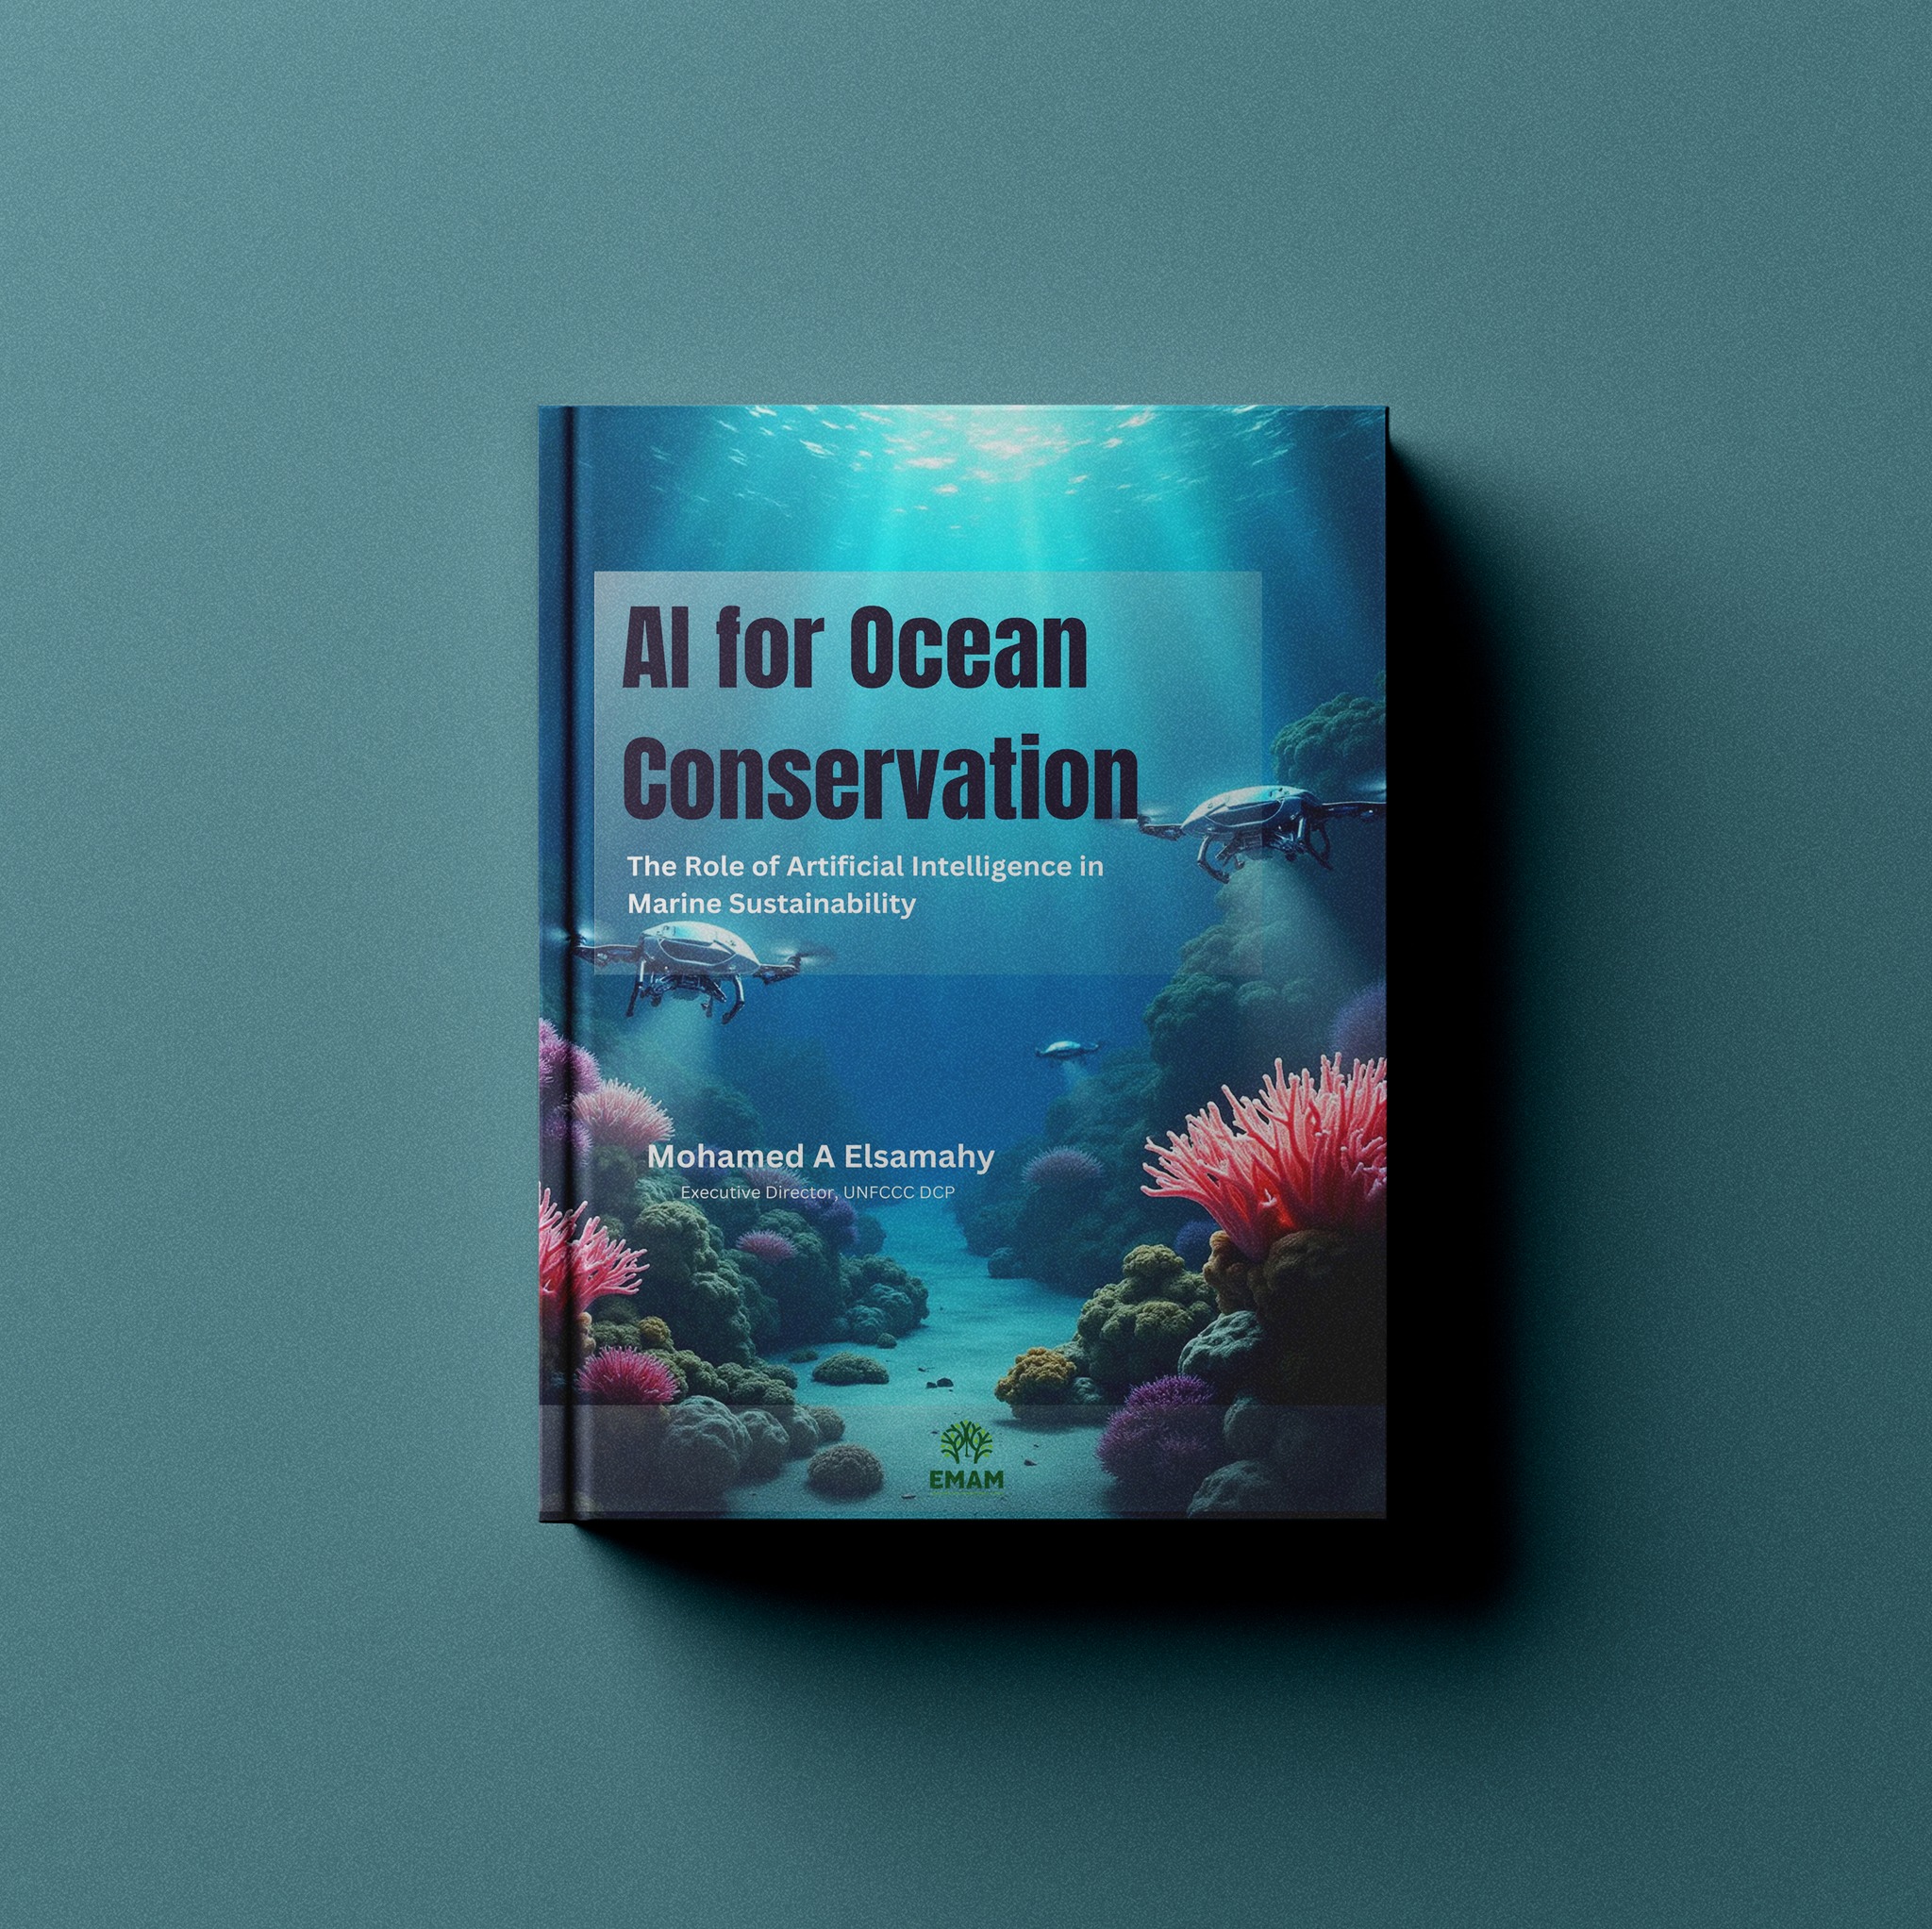 AI for Ocean
Conservation
The Role of Artificial Intelligence in
Marine Sustainability
Mohamed A Elsamahy
Executive Director, UNFCCC DCP
EMAM